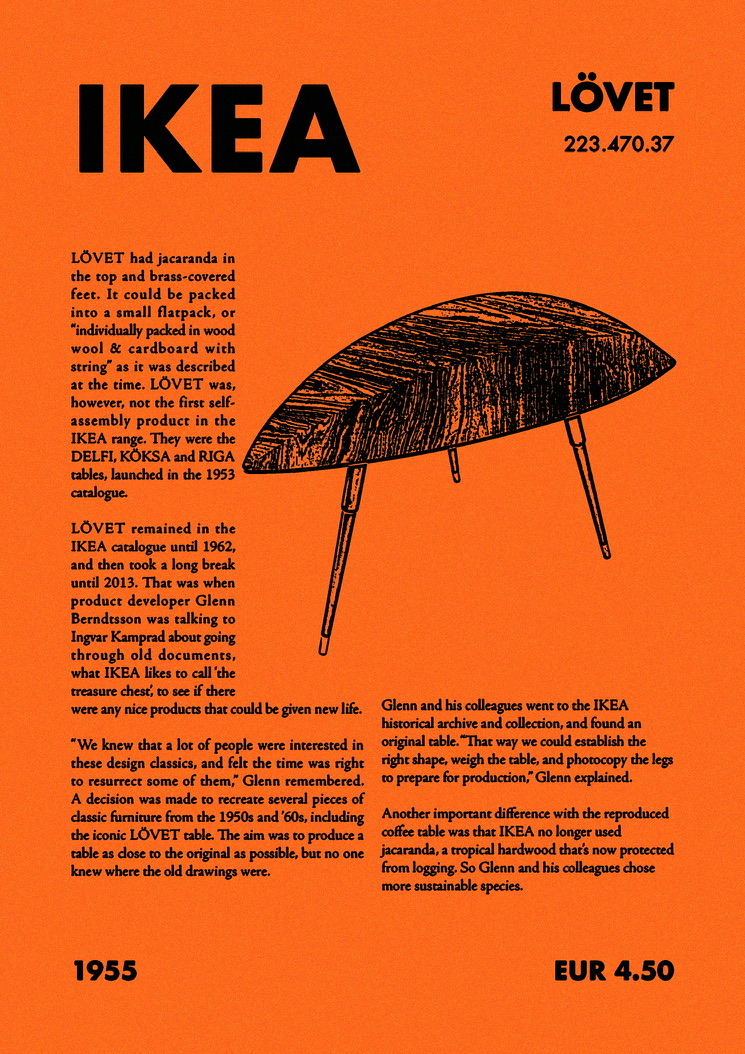 IKEA
LÖVET
223.470.37
LÖVET had jacaranda in
the top and brass-covered
feet. It could be packed
into a small flatpack, or
“individually packed in wood
wool & cardboard with
string” as it was described
at the time. LÖVET was,
however, not the first self-
assembly product in the
IKEA range. They were the
DELFI, KÖKSA and RIGA
tables, launched in the 1953
catalogue.
LÖVET remained in the
IKEA catalogue until 1962,
and then took a long break
until 2013. That was when
product developer Glenn
Berndtsson was talking to
Ingvar Kamprad about going
through old documents,
what IKEA likes to call ‘the
treasure chest’, to see if there
were any nice products that could be given new life.
“We knew that a lot of people were interested in
these design classics, and felt the time was right
to resurrect some of them,” Glenn remembered.
A decision was made to recreate several pieces of
classic furniture from the 1950s and ’60s, including
the iconic LÖVET table. The aim was to produce a
table as close to the original as possible, but no one
knew where the old drawings were.
Glenn and his colleagues went to the IKEA
historical archive and collection, and found an
original table. “That way we could establish the
right shape, weigh the table, and photocopy the legs
to prepare for production,” Glenn explained.
Another important difference with the reproduced
coffee table was that IKEA no longer used
jacaranda, a tropical hardwood that’s now protected
from logging. So Glenn and his colleagues chose
more sustainable species.
1955
EUR 4.50